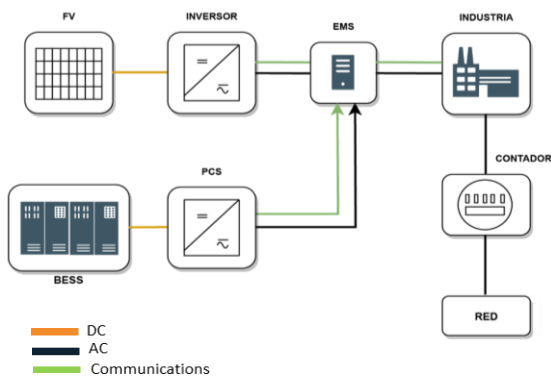 FV
INVERSOR
EMS
INDUSTRIA
PCS
CONTADOR
BESS
RED
DC
AC
Communications